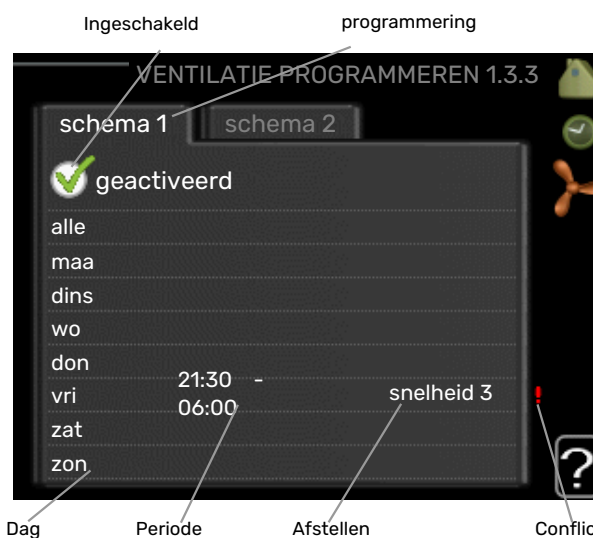 Ingeschakeld
programmering
VENTILATIE PROGRAMMEREN 1.3.3
schema 1
schema 2
geactiveerd
alle
maa
dins
wo
don
vri
21:30 -
06:00
snelheid 3
!
zat
zon
?
Dag
Periode
Afstellen
Conflic